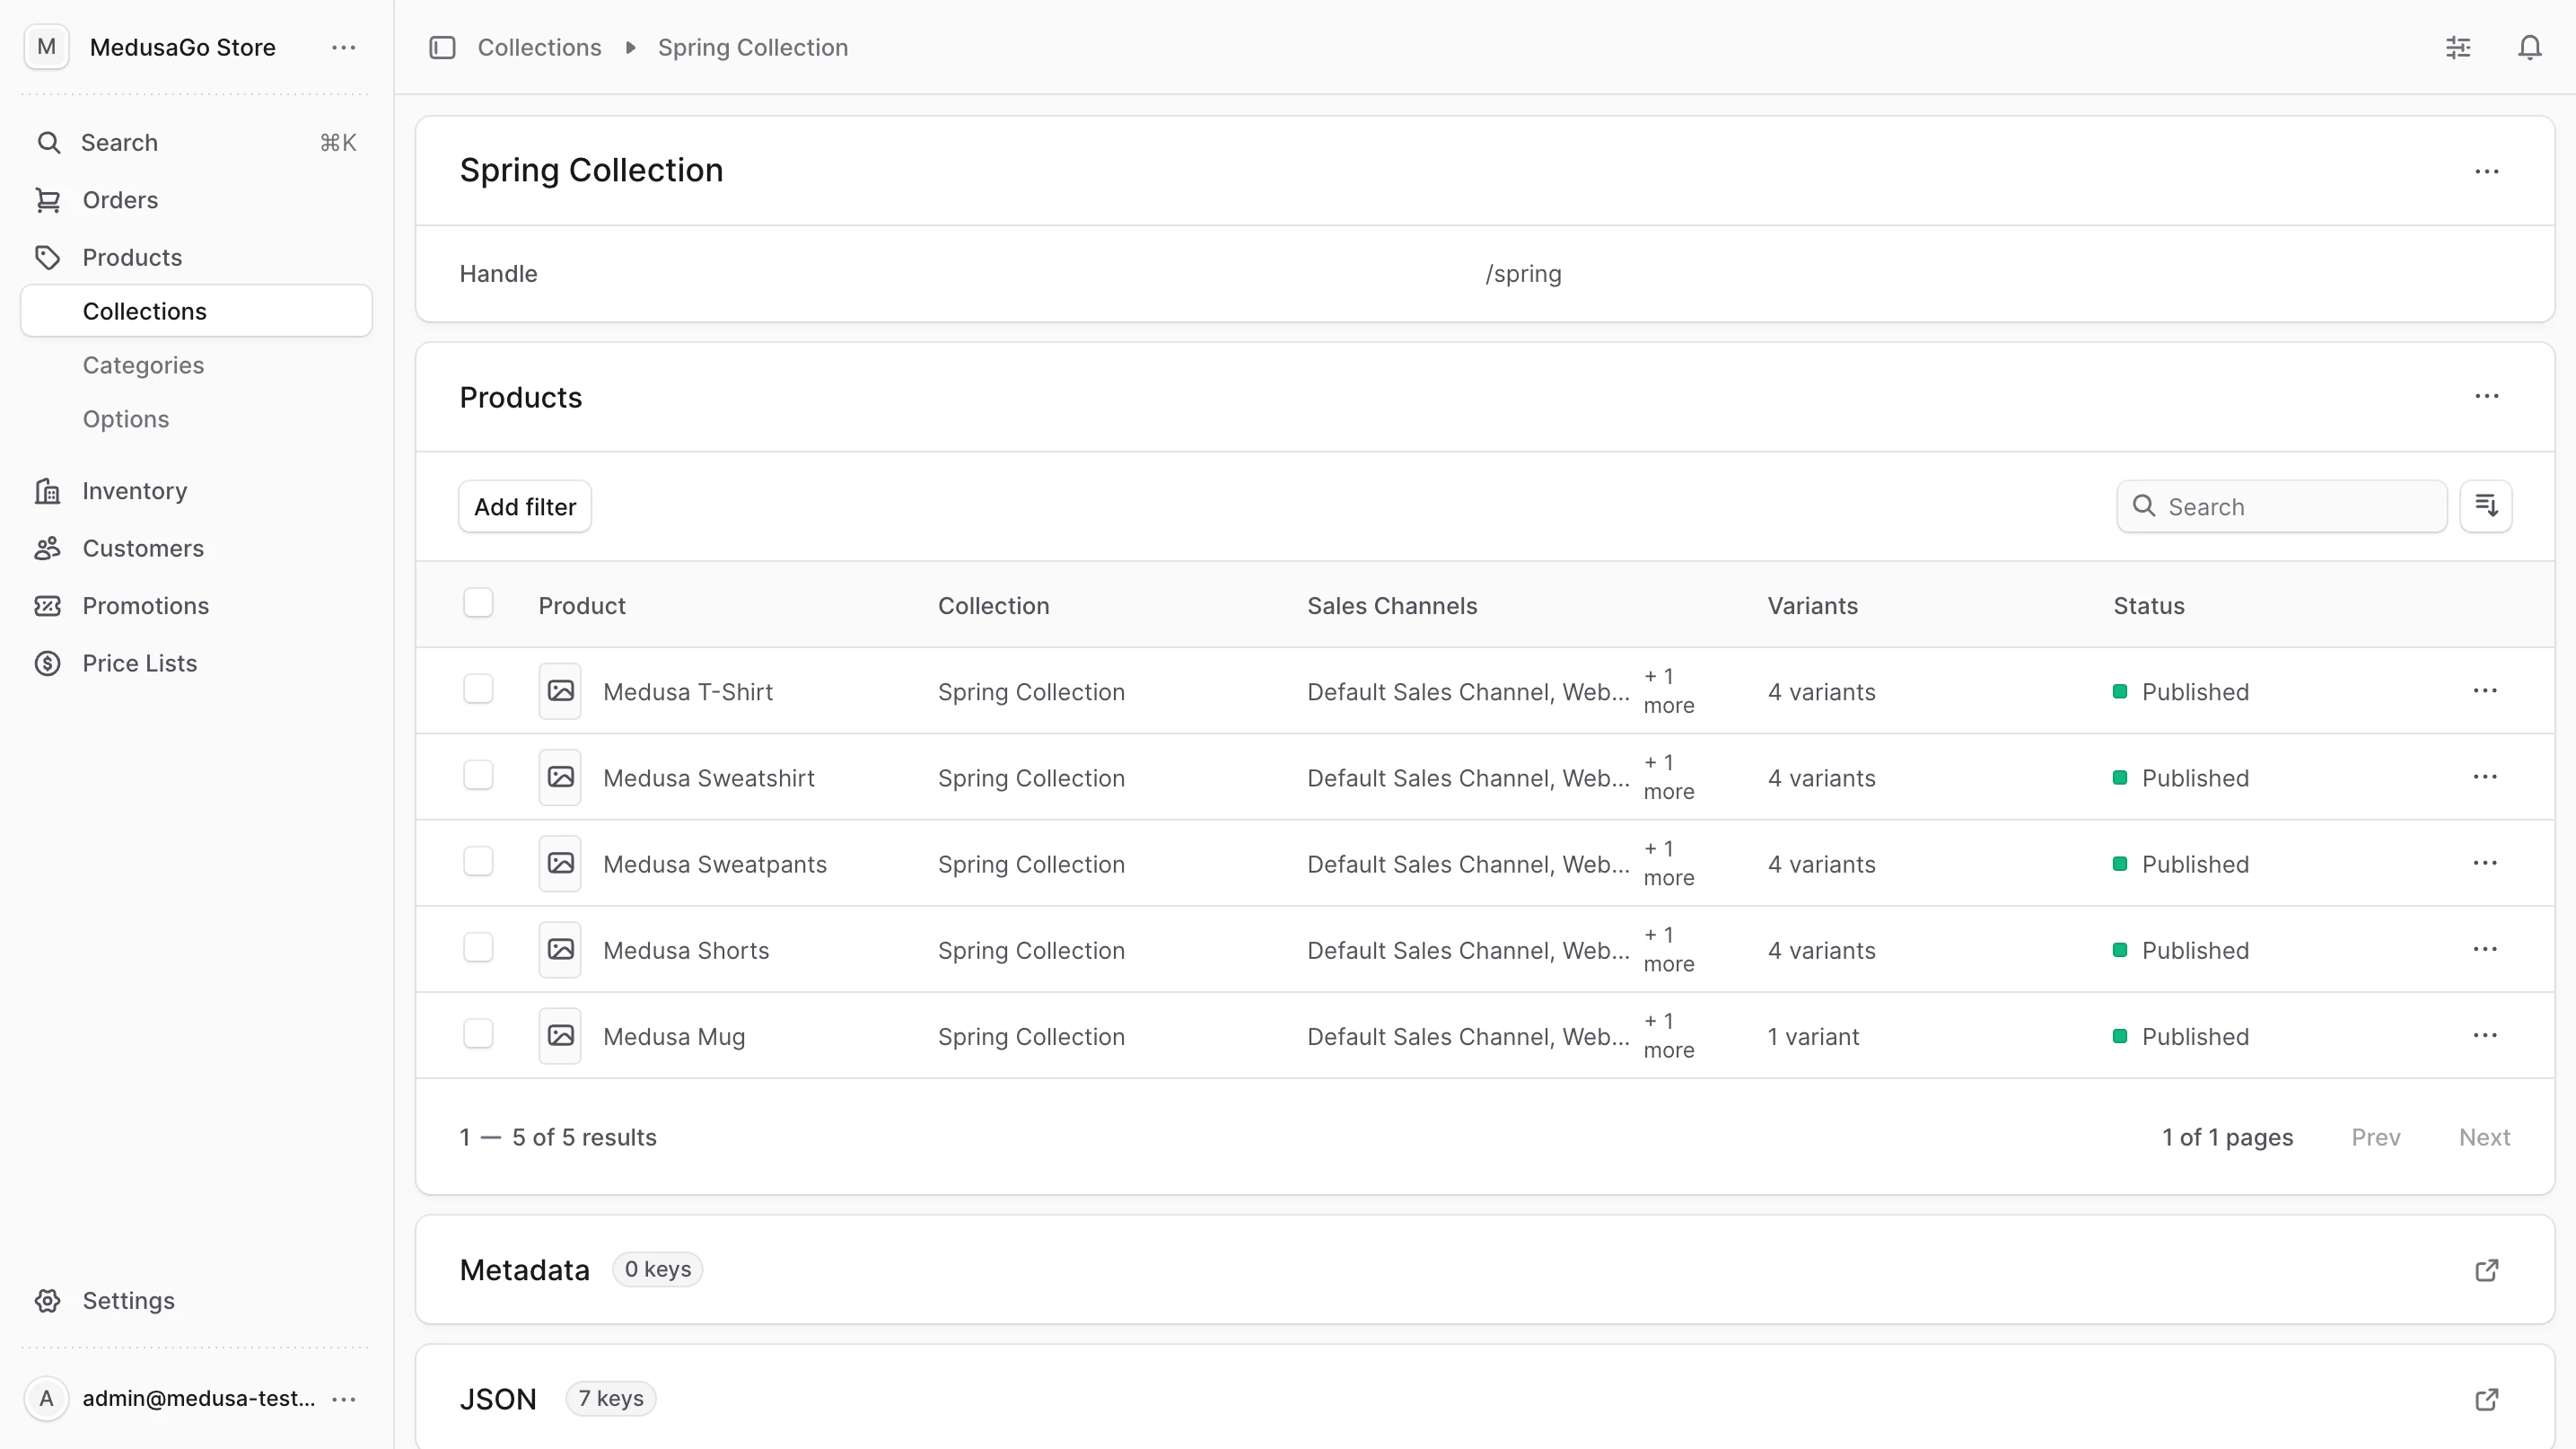 M MedusaGo Store
Collections Spring Collection
Search ⌘K
Orders
Products
Collections
Categories
Options
Inventory
Customers
Promotions
Price Lists
Settings
A admin@medusa-test...
Spring Collection
Handle /spring
Products
Add filter Search
Product Collection Sales Channels Variants Status
Medusa T-Shirt Spring Collection Default Sales Channel, Web... + 1 more 4 variants Published
Medusa Sweatshirt Spring Collection Default Sales Channel, Web... + 1 more 4 variants Published
Medusa Sweatpants Spring Collection Default Sales Channel, Web... + 1 more 4 variants Published
Medusa Shorts Spring Collection Default Sales Channel, Web... + 1 more 4 variants Published
Medusa Mug Spring Collection Default Sales Channel, Web... + 1 more 1 variant Published
1 — 5 of 5 results 1 of 1 pages Prev Next
Metadata 0 keys
JSON 7 keys